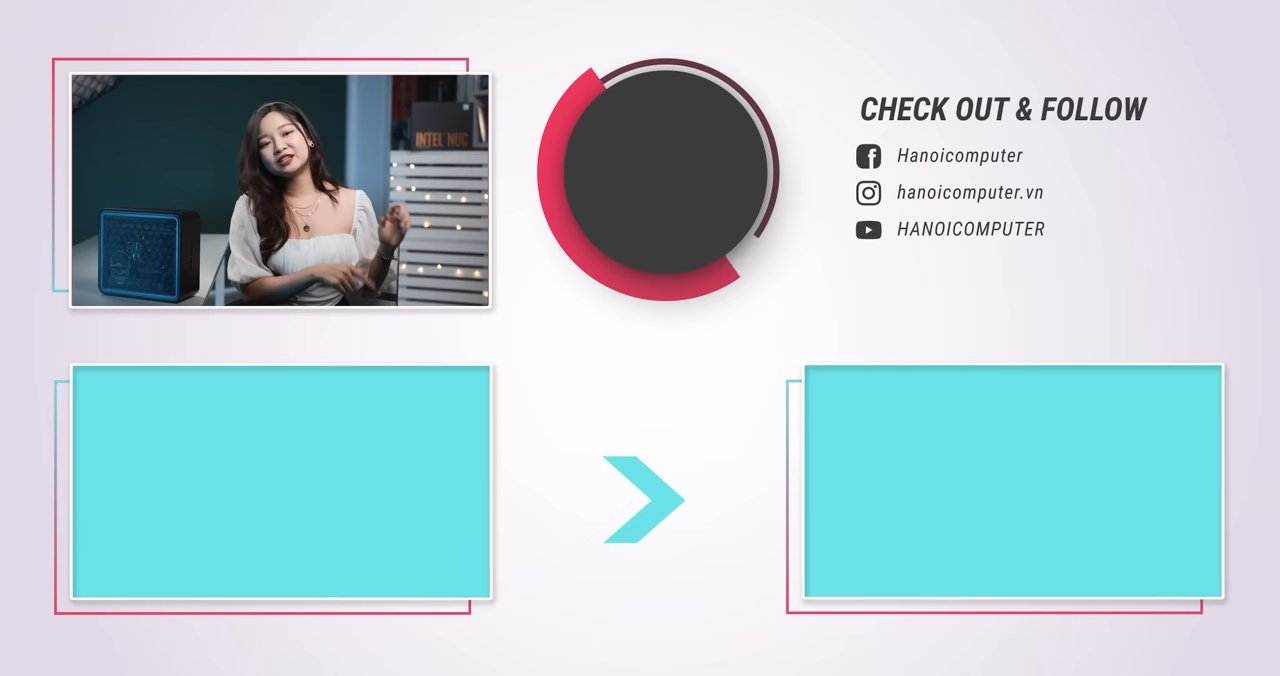 INTEL NUC
CHECK OUT & FOLLOW
Hanoicomputer
hanoicomputer.vn
HANOICOMPUTER